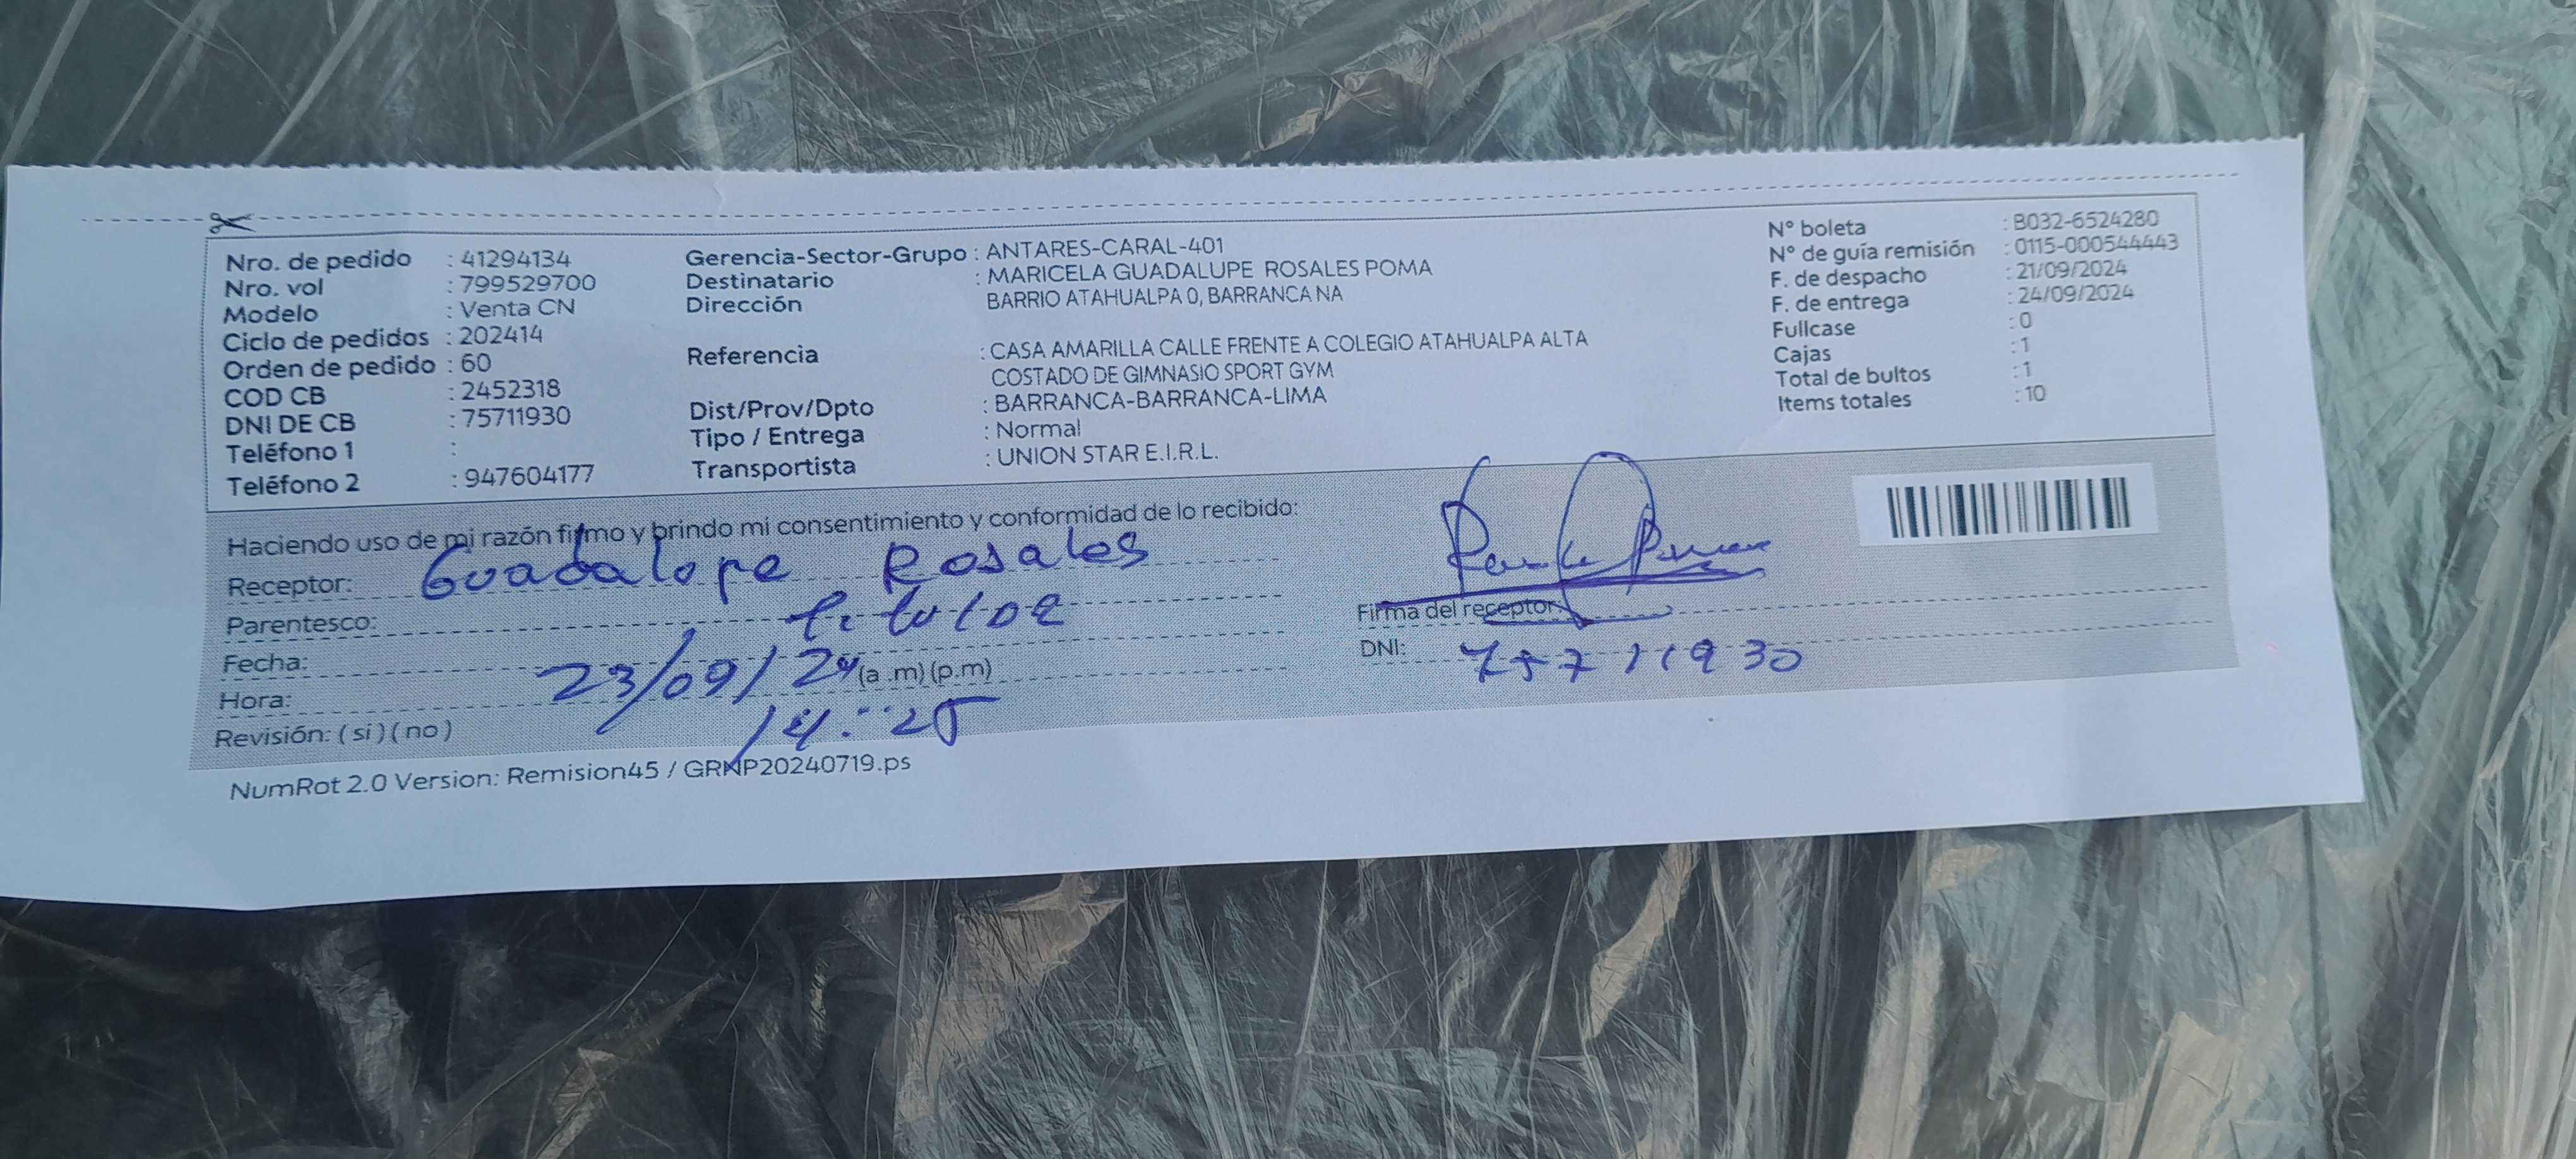 Nro. de pedido : 41294134
Nro. vol : 799529700
Modelo : Venta CN
Ciclo de pedidos : 202414
Orden de pedido : 60
COD CB : 2452318
DNI DE CB : 75711930
Teléfono 1 :
Teléfono 2 : 947604177
Gerencia-Sector-Grupo : ANTARES-CARAL-401
Destinatario : MARICELA GUADALUPE ROSALES POMA
Dirección BARRIO ATAHUALPA 0, BARRANCA NA
Referencia : CASA AMARILLA CALLE FRENTE A COLEGIO ATAHUALPA ALTA
COSTADO DE GIMNASIO SPORT GYM
Dist/Prov/Dpto : BARRANCA-BARRANCA-LIMA
Tipo / Entrega : Normal
Transportista : UNION STAR E.I.R.L.
N° boleta : B032-6524280
N° de guía remisión : 0115-000544443
F. de despacho : 21/09/2024
F. de entrega : 24/09/2024
Fullcase : 0
Cajas : 1
Total de bultos : 1
Items totales : 10
Haciendo uso de mi razón firmo y brindo mi consentimiento y conformidad de lo recibido:
Receptor: Guadalope Rosales
Parentesco:
Fecha: 23/09/24
Hora: (a .m) (p.m) 14:25
Revisión: ( si ) ( no )
Firma del receptor:
DNI: 75711930
NumRot 2.0 Version: Remision45 / GRNP20240719.ps